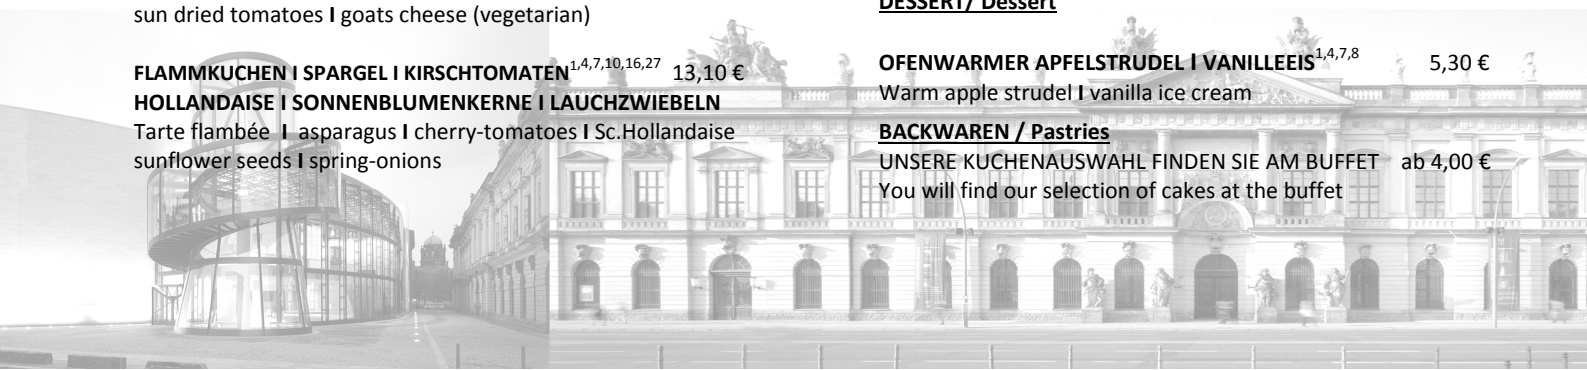 sun dried tomatoes I goats cheese (vegetarian)
FLAMMKUCHEN I SPARGEL I KIRSCHTOMATEN1,4,7,10,16,27 13,10 €
HOLLANDAISE I SONNENBLUMENKERNE I LAUCHZWIEBELN
Tarte flambée I asparagus I cherry-tomatoes I Sc.Hollandaise
sunflower seeds I spring-onions
DESSERT/ Dessert
OFENWARMER APFELSTRUDEL I VANILLEEIS1,4,7,8 5,30 €
Warm apple strudel I vanilla ice cream
BACKWAREN / Pastries
UNSERE KUCHENAUSWAHL FINDEN SIE AM BUFFET ab 4,00 €
You will find our selection of cakes at the buffet